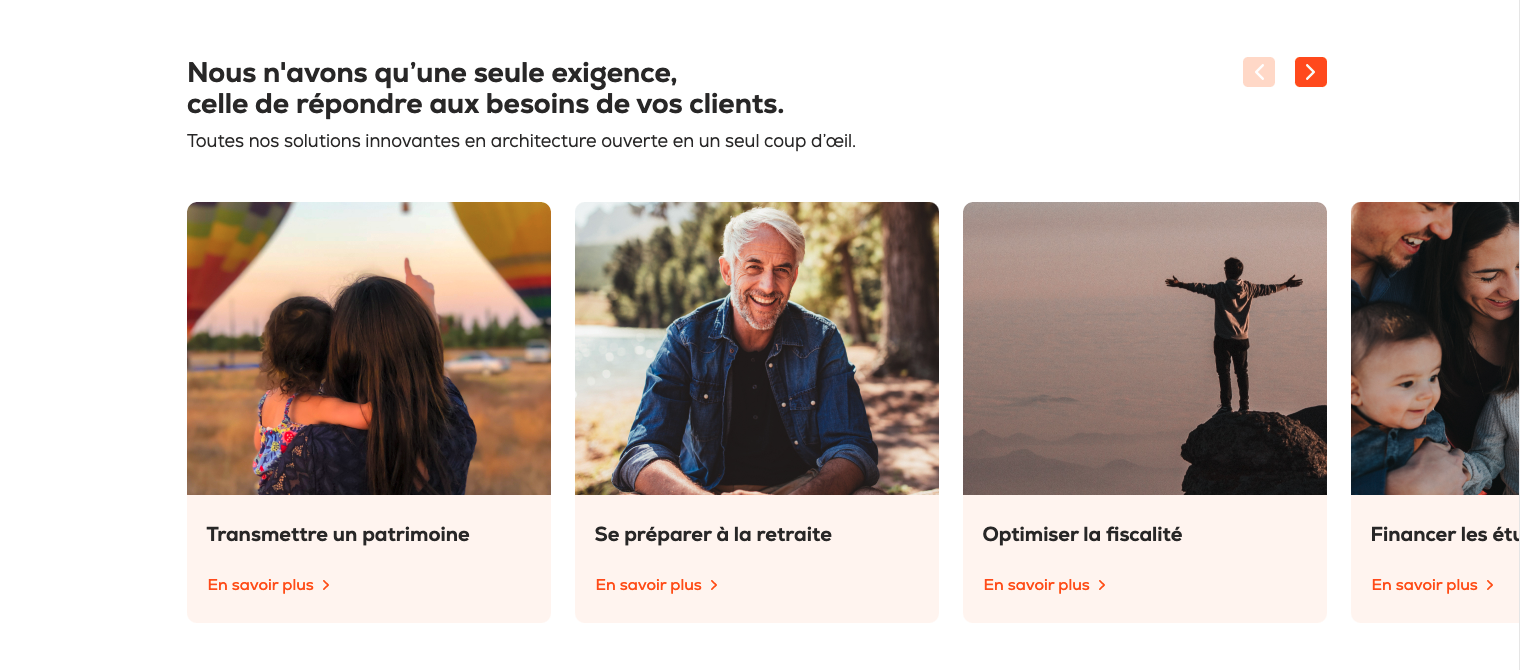 Nous n'avons qu’une seule exigence,
celle de répondre aux besoins de vos clients.
Toutes nos solutions innovantes en architecture ouverte en un seul coup d’œil.
Transmettre un patrimoine
En savoir plus
Se préparer à la retraite
En savoir plus
Optimiser la fiscalité
En savoir plus
Financer les
En savoir plus